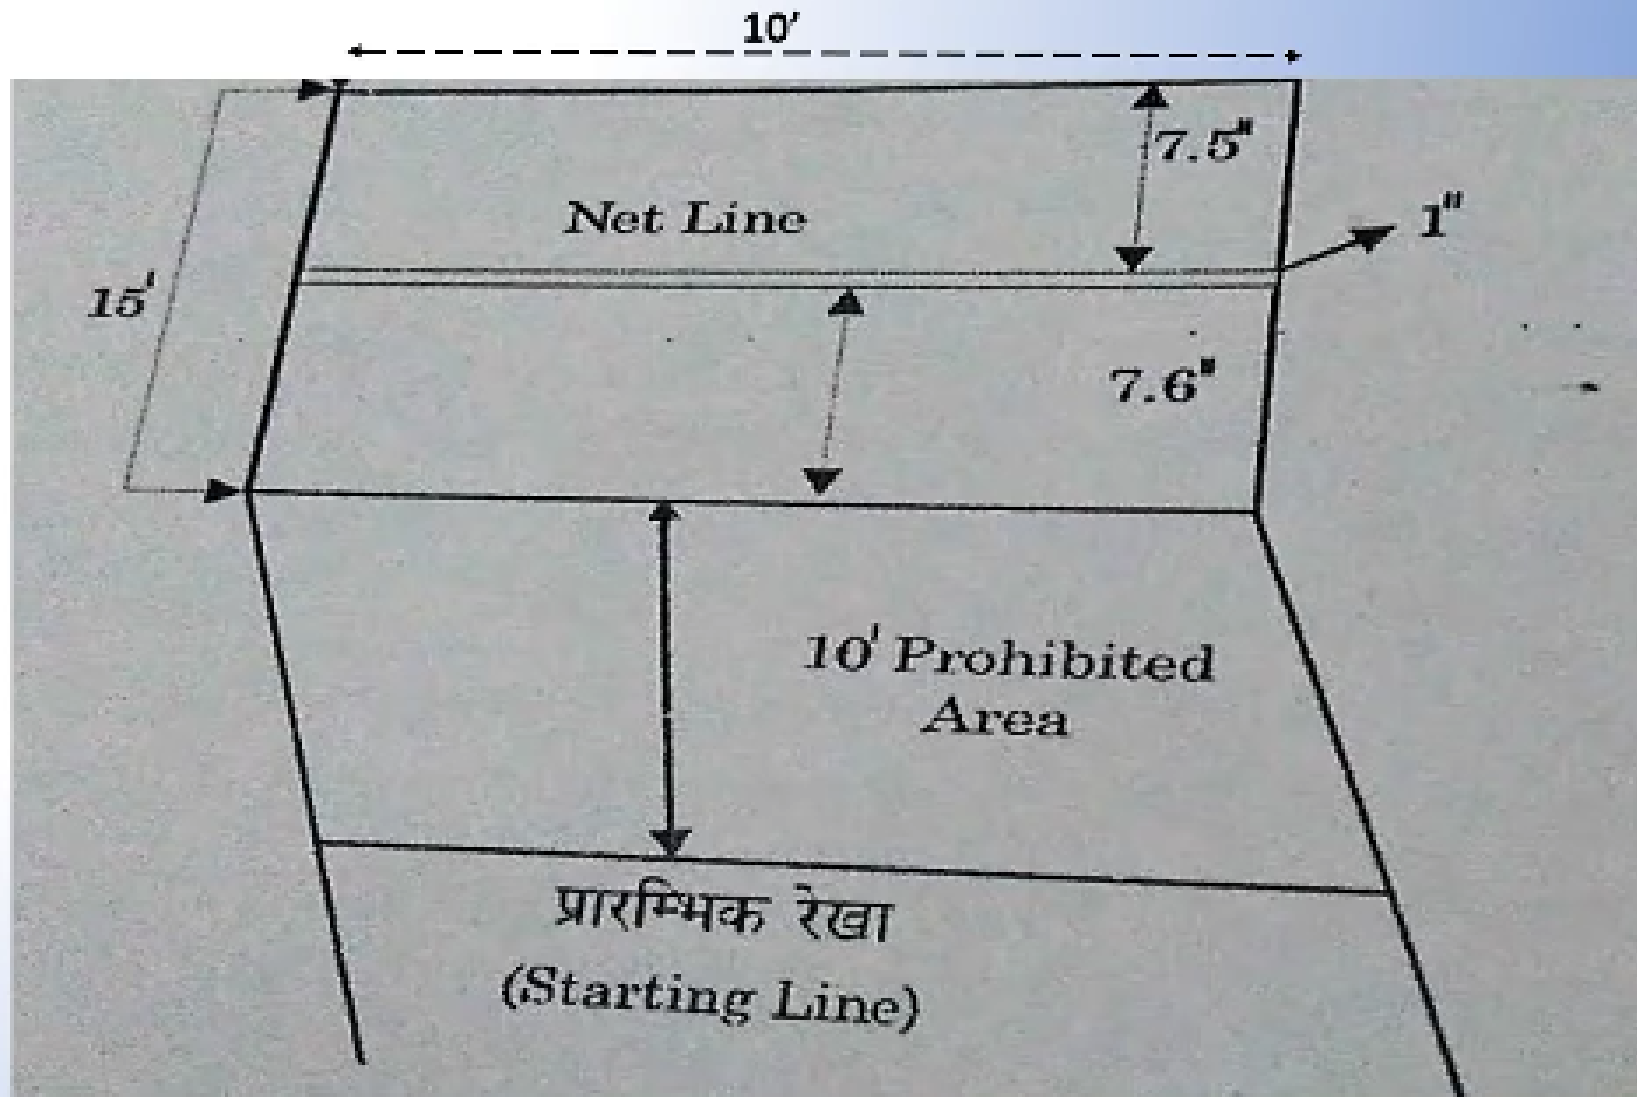 10'
7.5"
Net Line
1"
15'
7.6"
10' Prohibited
Area
प्रारम्भिक रेखा
(Starting Line)